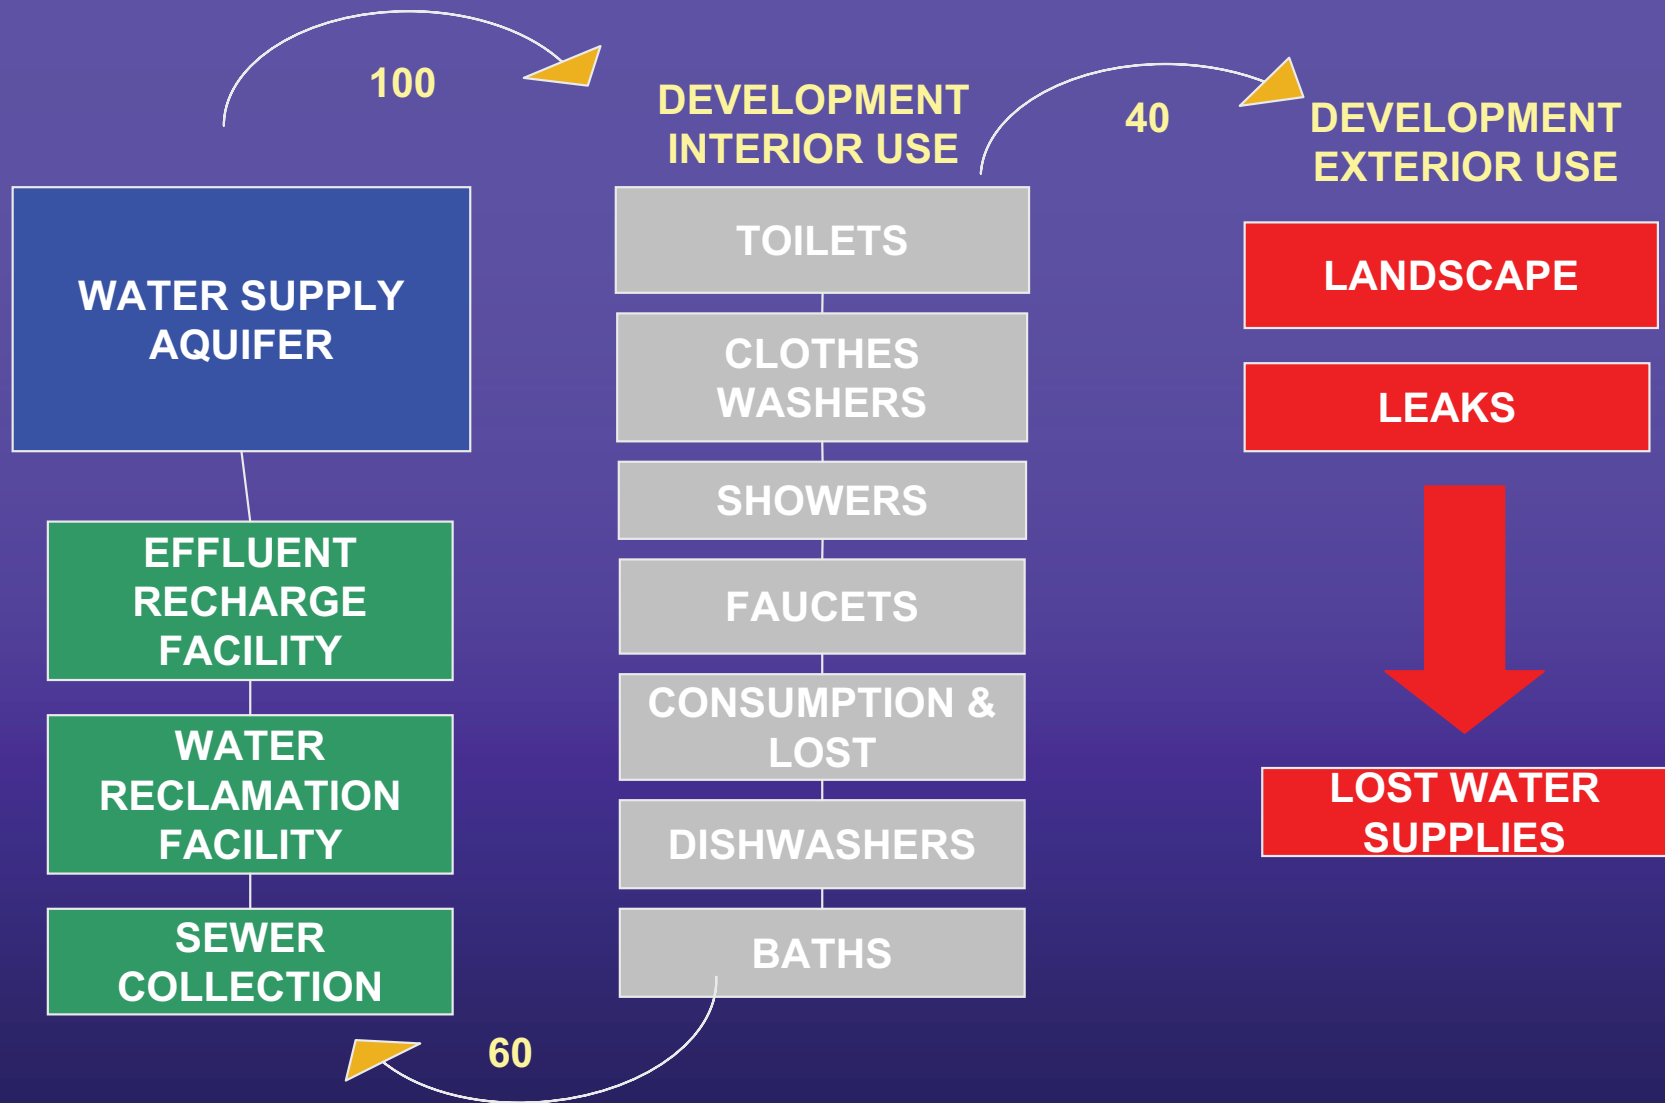 100
DEVELOPMENT
INTERIOR USE
40
DEVELOPMENT
EXTERIOR USE
WATER SUPPLY
AQUIFER
EFFLUENT
RECHARGE
FACILITY
WATER
RECLAMATION
FACILITY
SEWER
COLLECTION
TOILETS
CLOTHES
WASHERS
SHOWERS
FAUCETS
CONSUMPTION &
LOST
DISHWASHERS
BATHS
60
LANDSCAPE
LEAKS
LOST WATER
SUPPLIES